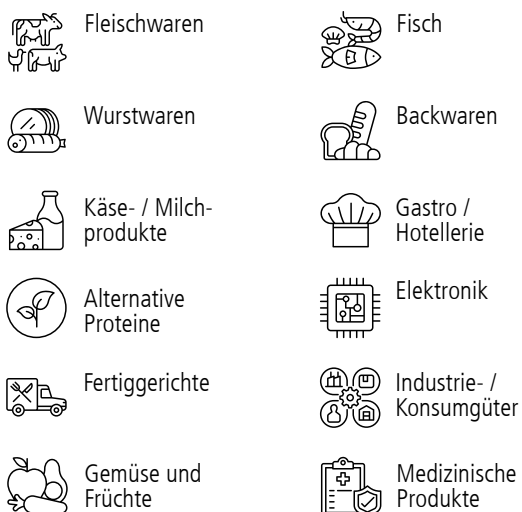 Fleischwaren
Fisch
Wurstwaren
Backwaren
Käse- / Milch-
produkte
Gastro /
Hotellerie
Alternative
Proteine
Elektronik
Fertiggerichte
Industrie- /
Konsumgüter
Gemüse und
Früchte
Medizinische
Produkte